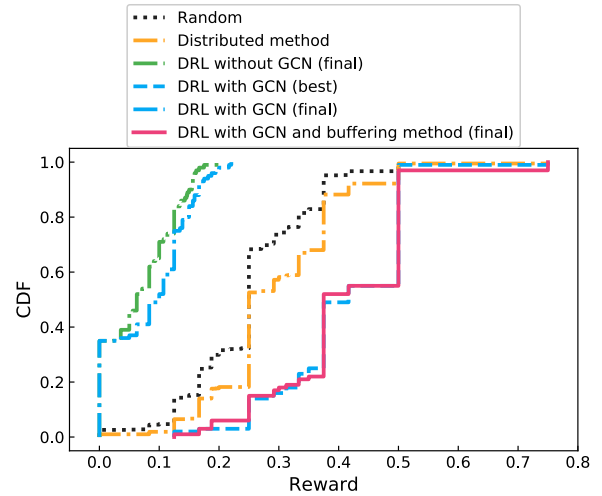 Random
Distributed method
DRL without GCN (final)
DRL with GCN (best)
DRL with GCN (final)
DRL with GCN and buffering method (final)
1.0
0.8
0.6
0.4
0.2
0.0
CDF
0.0 0.1 0.2 0.3 0.4 0.5 0.6 0.7 0.8
Reward